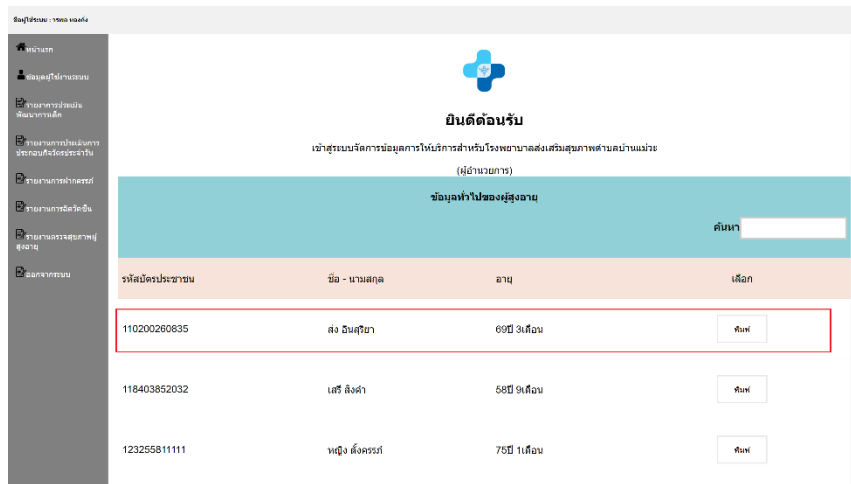 ชื่อผู้ใช้ระบบ :
หน้าแรก
ข้อมูลผู้ใช้งานระบบ
รายงานการประเมิน
พัฒนาการเด็ก
รายงานการประเมินการ
ประกอบกิจวัตรประจำวัน
รายงานการฝากครรภ์
รายงานการฉีดวัคซีน
รายงานตรวจสุขภาพผู้
สูงอายุ
ออกจากระบบ
ยินดีต้อนรับ
เข้าสู่ระบบจัดการข้อมูลการให้บริการสำหรับโรงพยาบาลส่งเสริมสุขภาพตำบลบ้านแม่วะ
(ผู้อำนวยการ)
ข้อมูลทั่วไปของผู้สูงอายุ
ค้นหา
รหัสบัตรประชาชน ชื่อ - นามสกุล อายุ เลือก
110200260835 ส่ง อินสุริยา 69ปี 3เดือน พิมพ์
118403852032 เสรี สิงคำ 58ปี 9เดือน พิมพ์
123255811111 หญิง ตั้งครรภ์ 75ปี 1เดือน พิมพ์